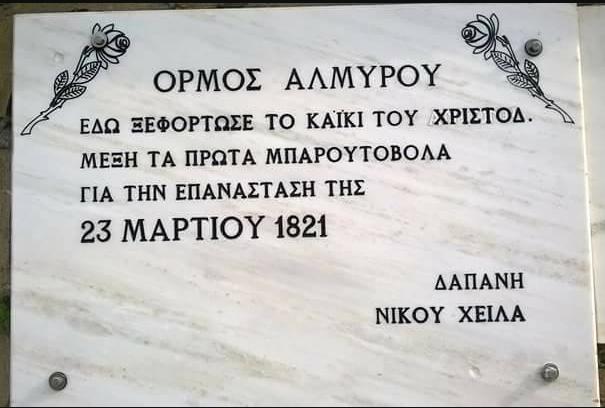 ΟΡΜΟΣ ΑΛΜΥΡΟΥ
ΕΔΩ ΞΕΦΟΡΤΩΣΕ ΤΟ ΚΑΪΚΙ ΤΟΥ ΧΡΙΣΤΟΔ.
ΜΕΞΗ ΤΑ ΠΡΩΤΑ ΜΠΑΡΟΥΤΟΒΟΛΑ
ΓΙΑ ΤΗΝ ΕΠΑΝΑΣΤΑΣΗ ΤΗΣ
23 ΜΑΡΤΙΟΥ 1821
ΔΑΠΑΝΗ
ΝΙΚΟΥ ΧΕΙΛΑ